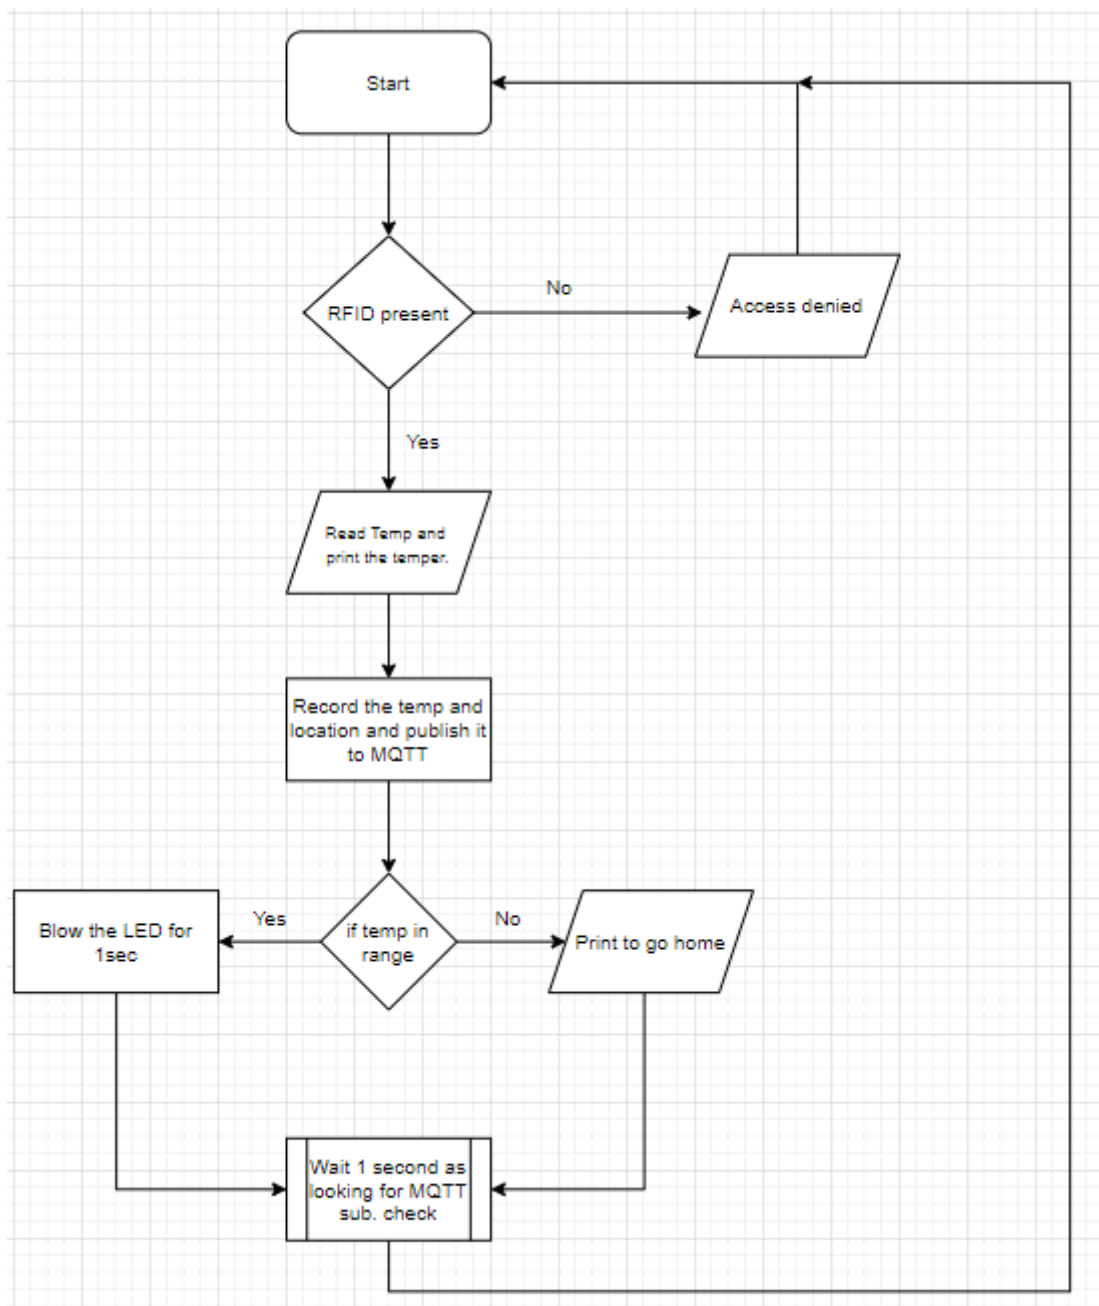 Start
RFID present
No
Access denied
Yes
Read Temp and
print the temper.
Record the temp and
location and publish it
to MQTT
Blow the LED for
1sec
Yes
if temp in
range
No
Print to go home
Wait 1 second as
looking for MQTT
sub. check